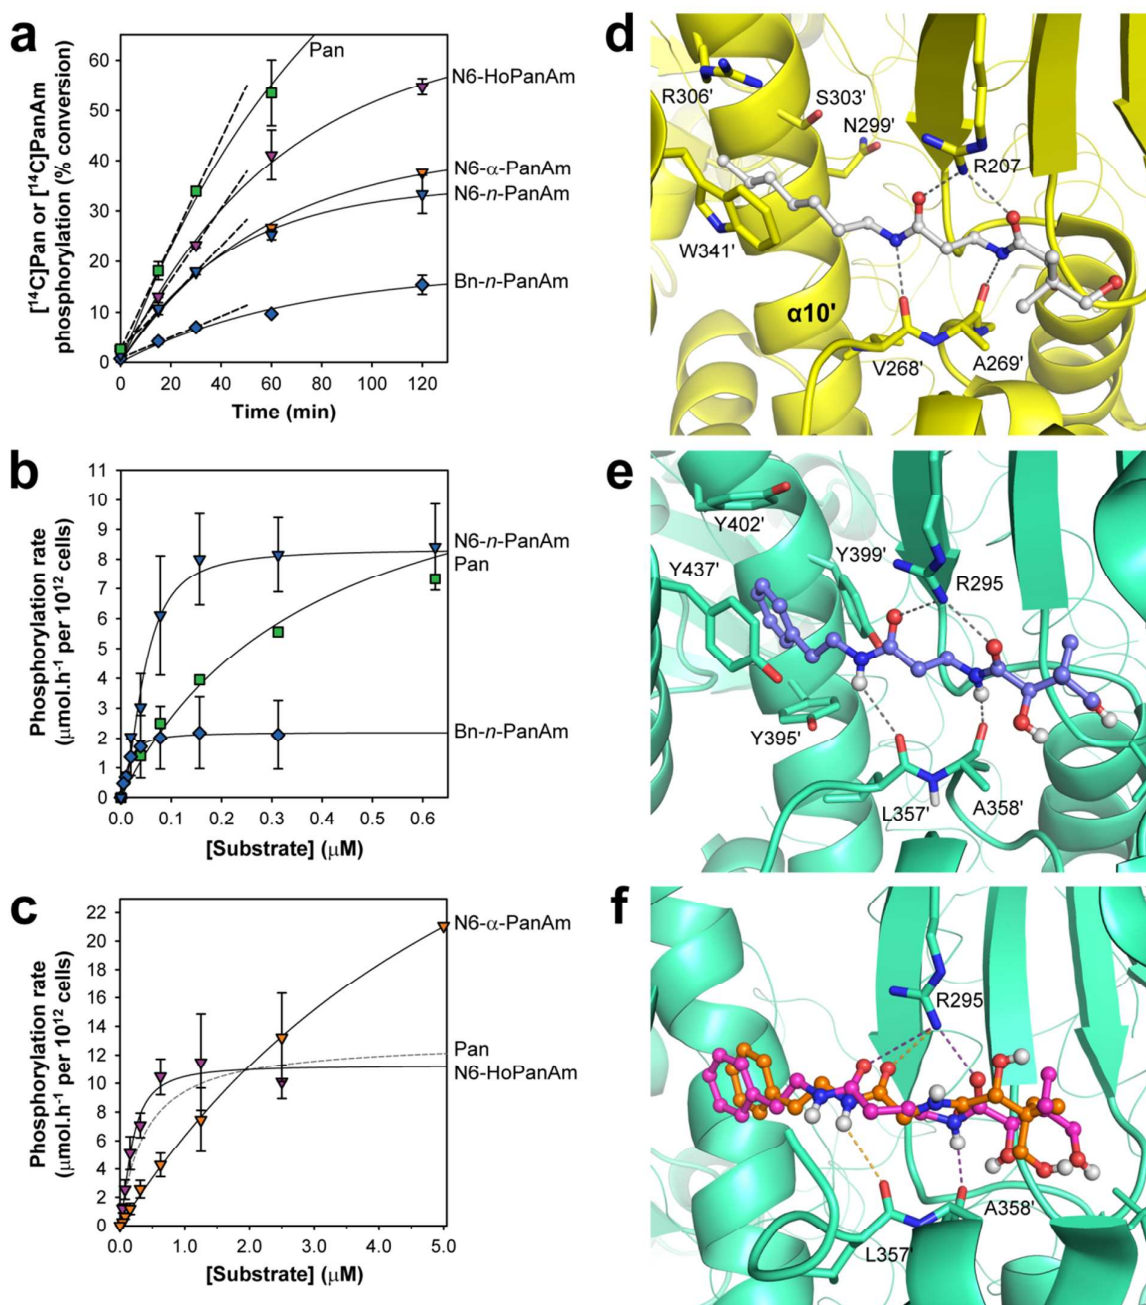 a
[¹⁴C]Pan or [¹⁴C]PanAm
phosphorylation (% conversion)
60
50
40
30
20
10
0
0 20 40 60 80 100 120
Time (min)
Pan
N6-HoPanAm
N6-α-PanAm
N6-n-PanAm
Bn-n-PanAm
b
Phosphorylation rate
(μmol.h⁻¹ per 10¹² cells)
11
10
9
8
7
6
5
4
3
2
1
0
0.0 0.1 0.2 0.3 0.4 0.5 0.6
[Substrate] (μM)
N6-n-PanAm
Pan
Bn-n-PanAm
c
Phosphorylation rate
(μmol.h⁻¹ per 10¹² cells)
22
20
18
16
14
12
10
8
6
4
2
0
0.0 1.0 2.0 3.0 4.0 5.0
[Substrate] (μM)
N6-α-PanAm
Pan
N6-HoPanAm
d
R306'
S303'
N299'
R207
W341'
α10'
V268'
A269'
e
Y402'
Y399'
Y437'
R295
Y395'
L357'
A358'
f
R295
A358'
L357'